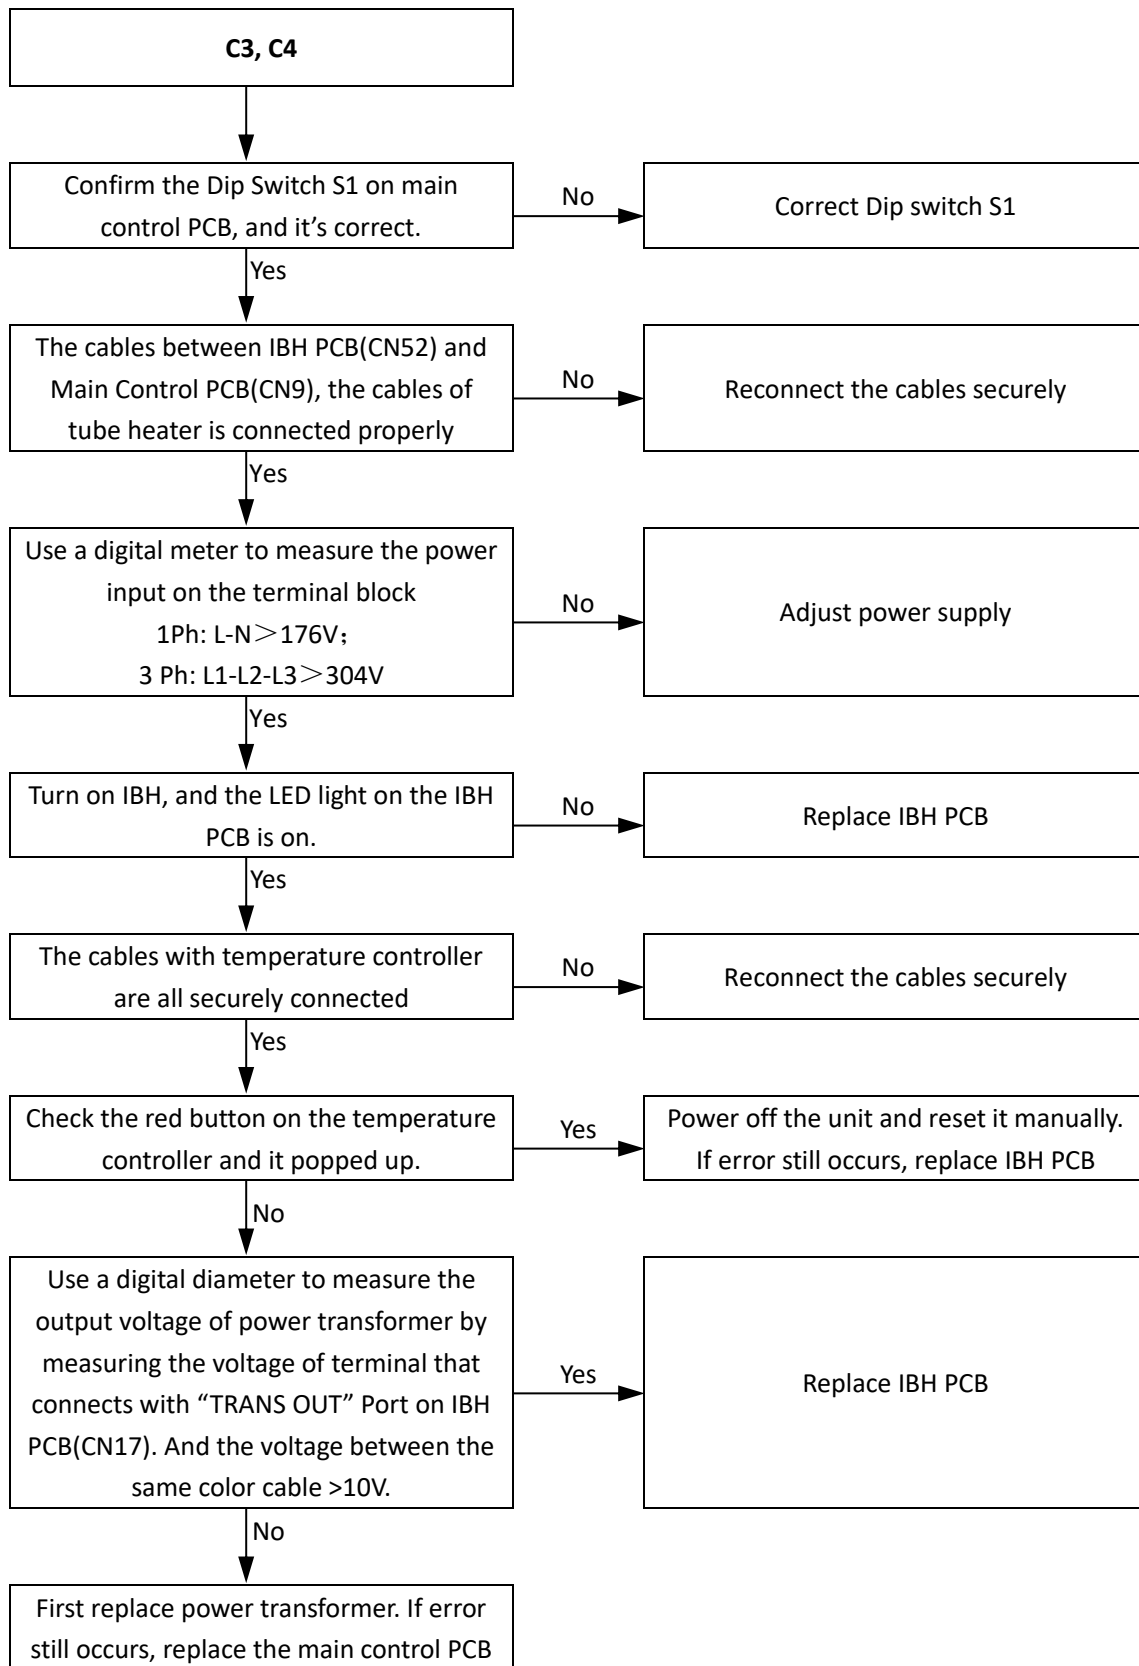 C3, C4
Confirm the Dip Switch S1 on main
control PCB, and it’s correct.
No
Correct Dip switch S1
Yes
The cables between IBH PCB(CN52) and
Main Control PCB(CN9), the cables of
tube heater is connected properly
No
Reconnect the cables securely
Yes
Use a digital meter to measure the power
input on the terminal block
1Ph: L-N＞176V；
3 Ph: L1-L2-L3＞304V
No
Adjust power supply
Yes
Turn on IBH, and the LED light on the IBH
PCB is on.
No
Replace IBH PCB
Yes
The cables with temperature controller
are all securely connected
No
Reconnect the cables securely
Yes
Check the red button on the temperature
controller and it popped up.
Yes
Power off the unit and reset it manually.
If error still occurs, replace IBH PCB
No
Use a digital diameter to measure the
output voltage of power transformer by
measuring the voltage of terminal that
connects with “TRANS OUT” Port on IBH
PCB(CN17). And the voltage between the
same color cable >10V.
Yes
Replace IBH PCB
No
First replace power transformer. If error
still occurs, replace the main control PCB